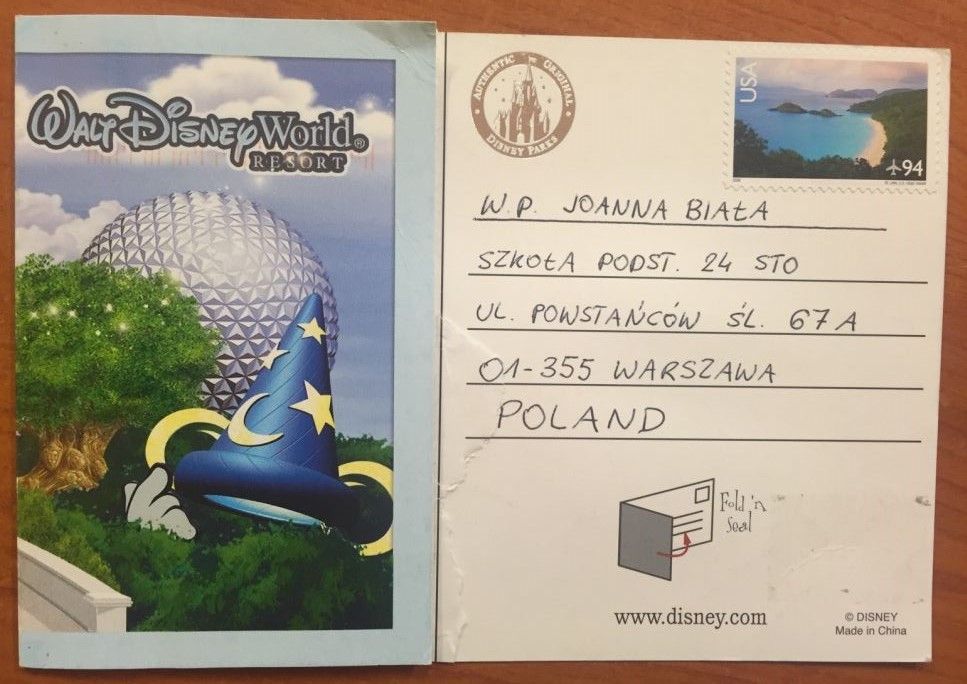 WALT DISNEY World®
RESORT
AUTHENTIC ORIGINAL
DISNEY PARKS
USA
94
W.P. JOANNA BIAŁA
SZKOŁA PODST. 24 STO
UL. POWSTAŃCÓW ŚL. 67A
01-355 WARSZAWA
POLAND
Fold 'n
Seal
www.disney.com
© DISNEY
Made in China